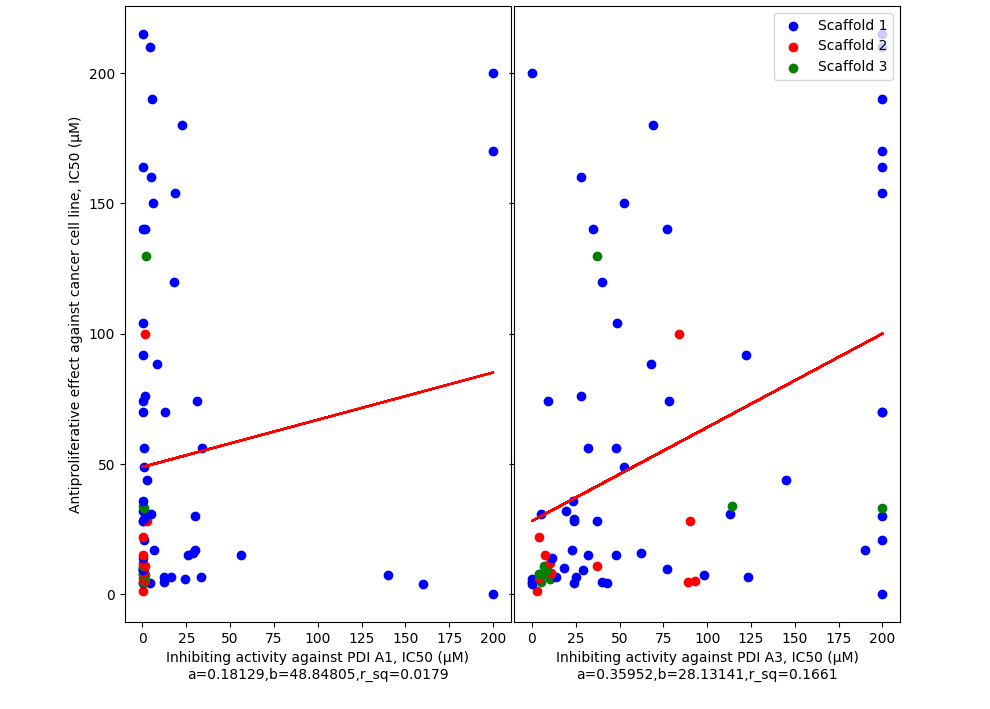 Antiproliferative effect against cancer cell line, IC50 (μM)
200
150
100
50
0
0 25 50 75 100 125 150 175 200
Inhibiting activity against PDI A1, IC50 (μM)
a=0.18129,b=48.84805,r_sq=0.0179
Scaffold 1
Scaffold 2
Scaffold 3
0 25 50 75 100 125 150 175 200
Inhibiting activity against PDI A3, IC50 (μM)
a=0.35952,b=28.13141,r_sq=0.1661